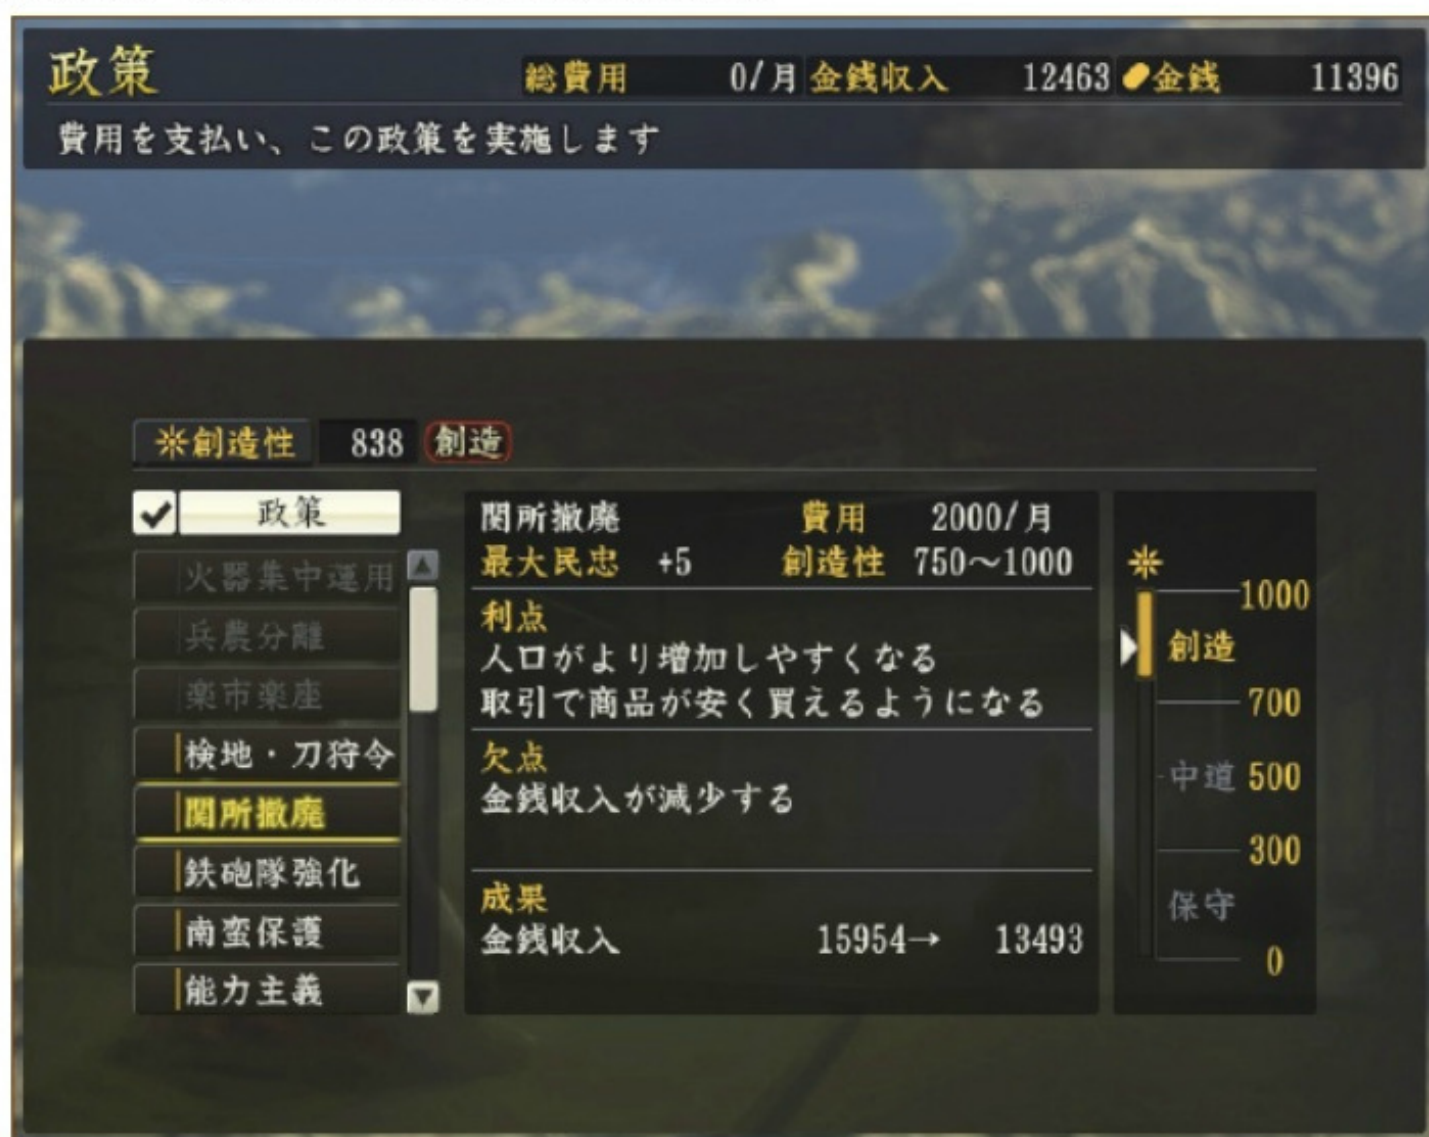 政策
総費用 0/月 金銭収入 12463 金銭 11396
費用を支払い、この政策を実施します
創造性 838 創造
政策
火器集中運用
兵農分離
楽市楽座
検地・刀狩令
関所撤廃
鉄砲隊強化
南蛮保護
能力主義
関所撤廃 費用 2000/月
最大民忠 +5 創造性 750～1000
利点
人口がより増加しやすくなる
取引で商品が安く買えるようになる
欠点
金銭収入が減少する
成果
金銭収入 15954→ 13493
1000
創造
700
中道 500
300
保守
0